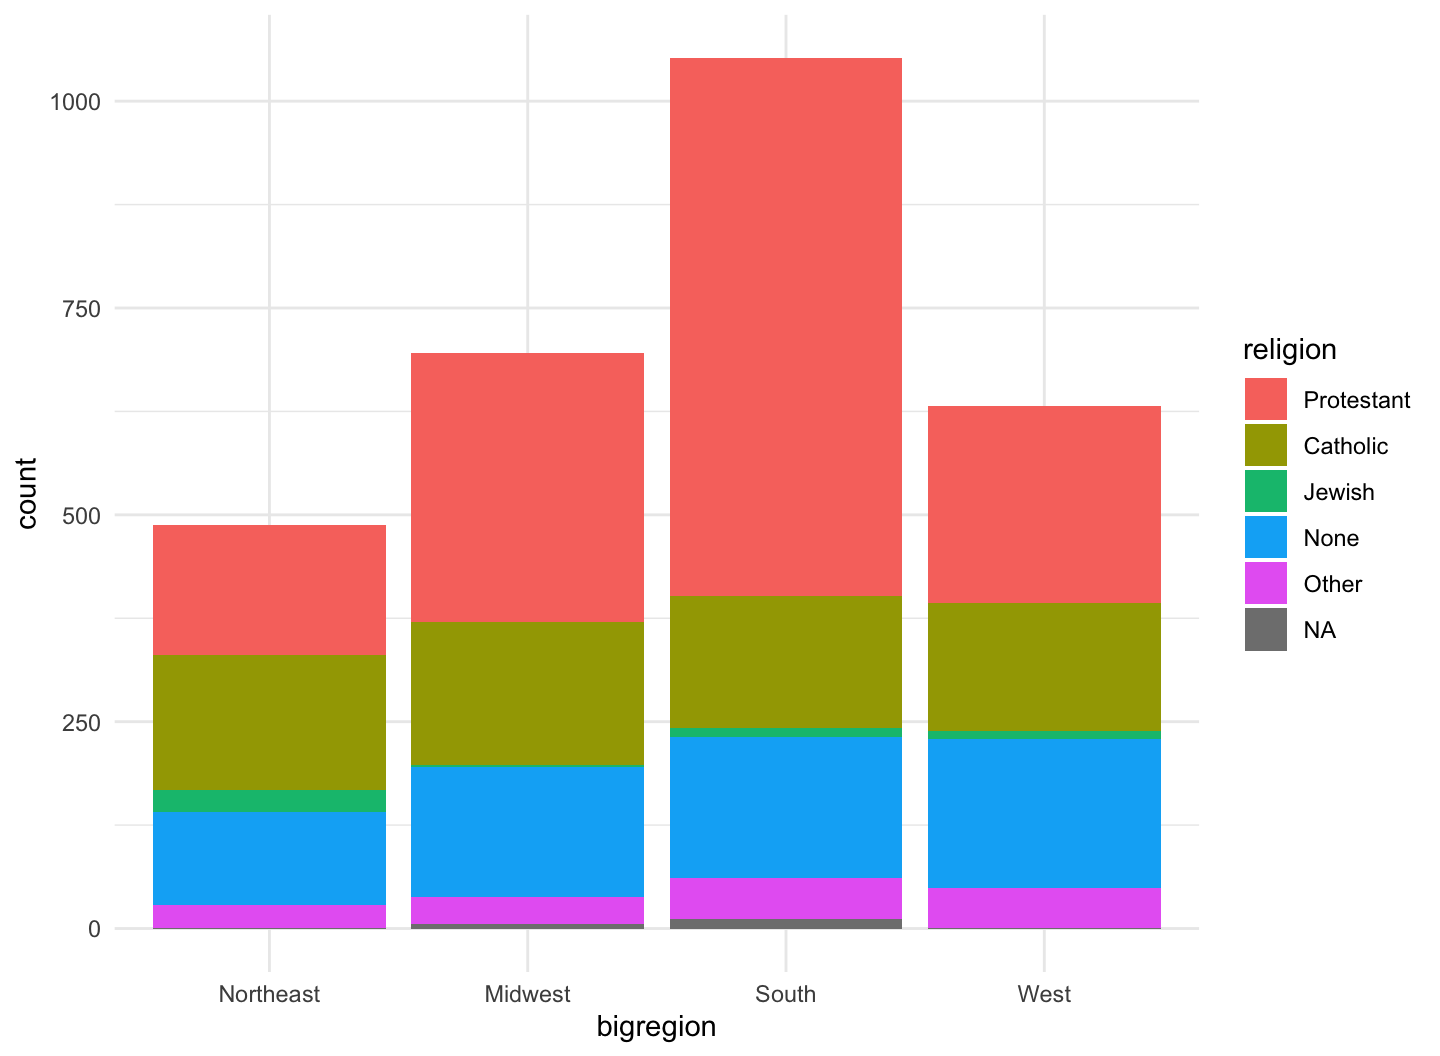 count
1000
750
500
250
0
Northeast Midwest South West
bigregion
religion
Protestant
Catholic
Jewish
None
Other
NA